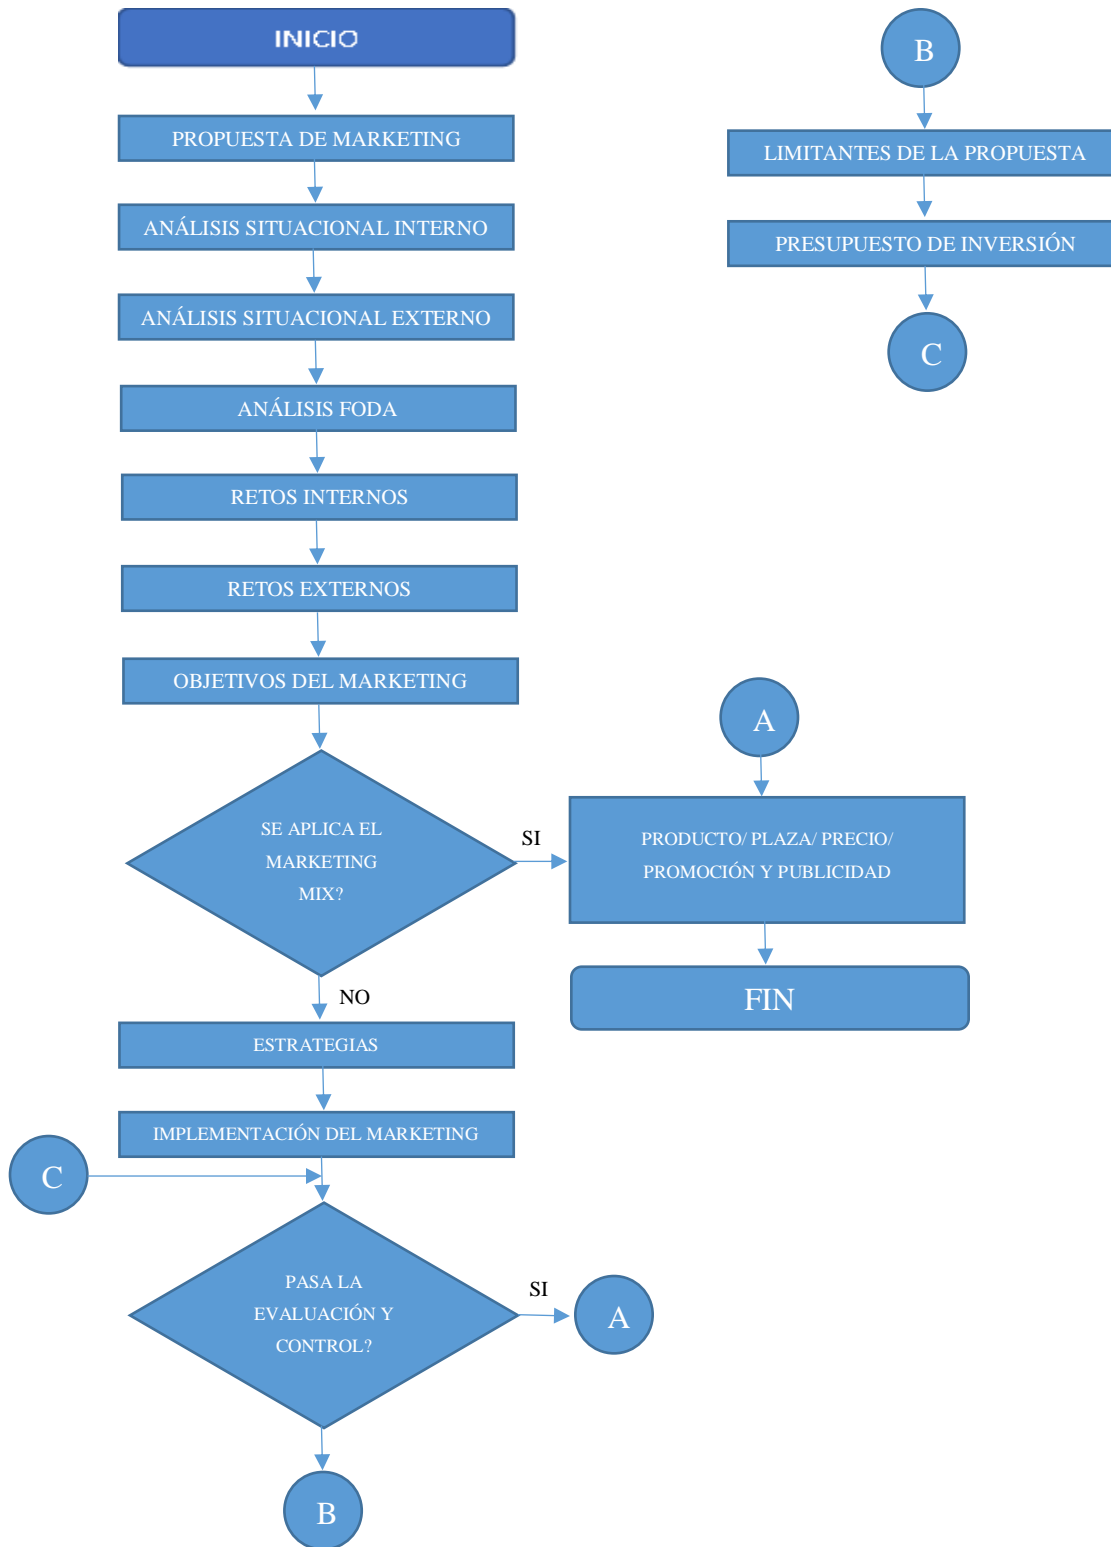 INICIO
PROPUESTA DE MARKETING
ANÁLISIS SITUACIONAL INTERNO
ANÁLISIS SITUACIONAL EXTERNO
ANÁLISIS FODA
RETOS INTERNOS
RETOS EXTERNOS
OBJETIVOS DEL MARKETING
SE APLICA EL
MARKETING
MIX?
SI
NO
ESTRATEGIAS
IMPLEMENTACIÓN DEL MARKETING
C
PASA LA
EVALUACIÓN Y
CONTROL?
SI
A
B
B
LIMITANTES DE LA PROPUESTA
PRESUPUESTO DE INVERSIÓN
C
A
PRODUCTO/ PLAZA/ PRECIO/
PROMOCIÓN Y PUBLICIDAD
FIN